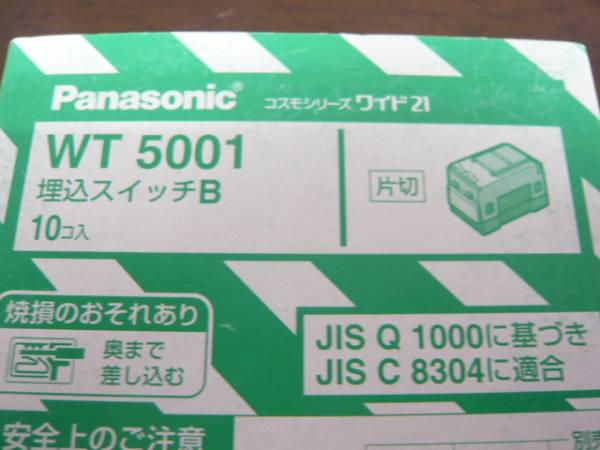 Panasonic® コスモシリーズ ワイド21
WT 5001
埋込スイッチB
片切
10コ入
焼損のおそれあり
奥まで
差し込む
JIS Q 1000に基づき
JIS C 8304に適合
安全上のご注意
別売